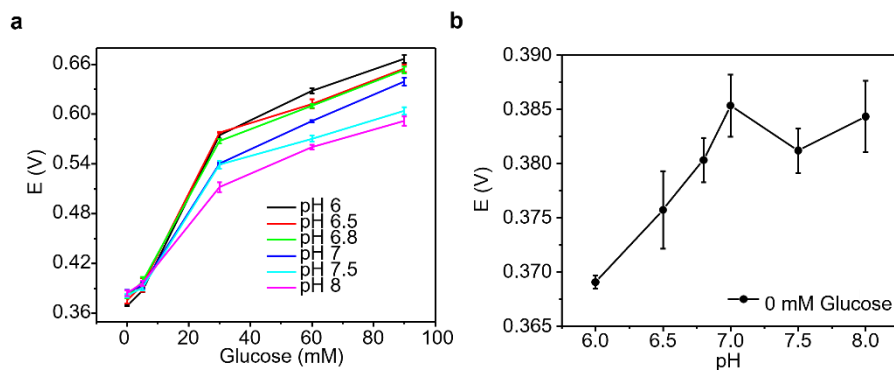 a
0.66
0.60
0.54
0.48
0.42
0.36
E (V)
0
20
40
60
80
100
Glucose (mM)
pH 6
pH 6.5
pH 6.8
pH 7
pH 7.5
pH 8
b
0.390
0.385
0.380
0.375
0.370
0.365
E (V)
6.0
6.5
7.0
7.5
8.0
pH
0 mM Glucose